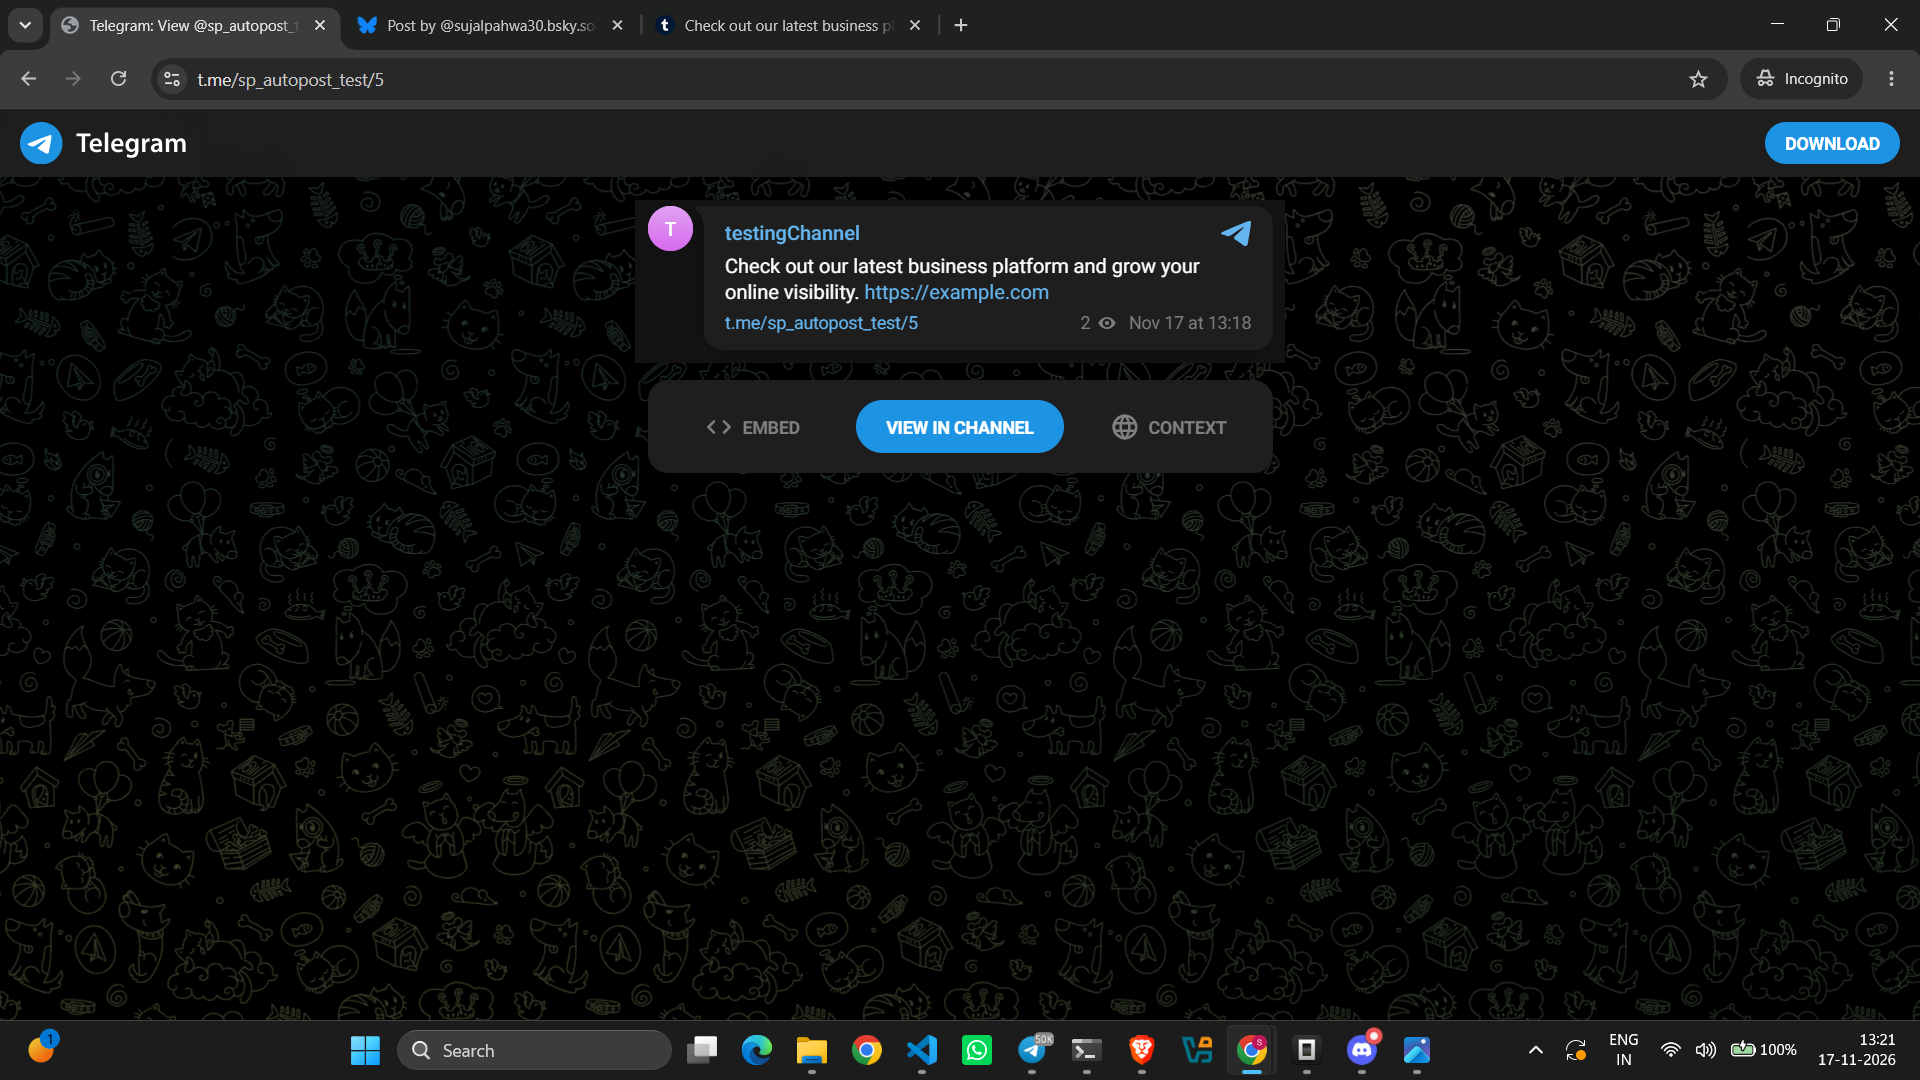 Telegram: View @sp_autopost_t
Post by @sujalpahwa30.bsky.so
t
Check out our latest business p
t.me/sp_autopost_test/5
Incognito
Telegram
DOWNLOAD
T
testingChannel
Check out our latest business platform and grow your
online visibility. https://example.com
t.me/sp_autopost_test/5
2
Nov 17 at 13:18
EMBED
VIEW IN CHANNEL
CONTEXT
1
Search
50K
S
ENG
IN
100%
13:21
17-11-2026